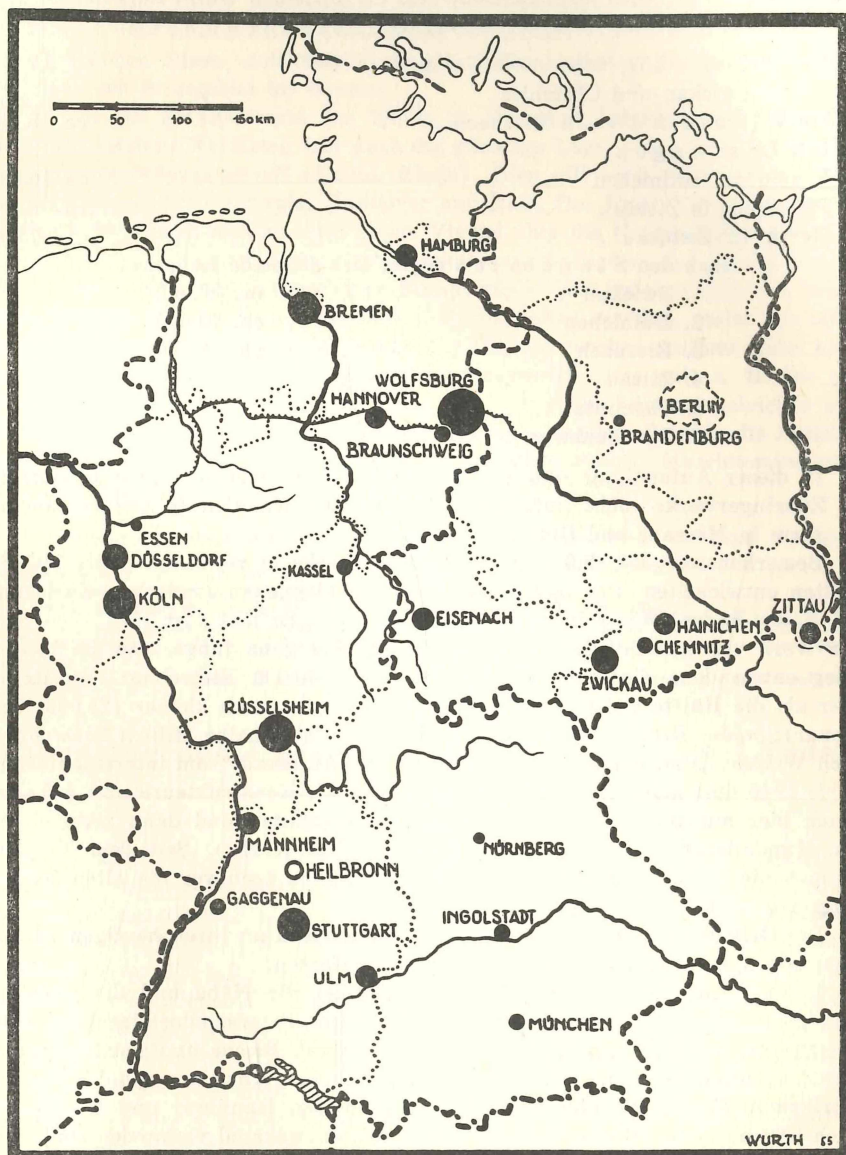 0 50 100 150 km
HAMBURG
BREMEN
WOLFSBURG
HANNOVER
BERLIN
BRANDENBURG
BRAUNSCHWEIG
ESSEN
DÜSSELDORF
KASSEL
KÖLN
EISENACH
ZITTAU
HAINICHEN
CHEMNITZ
ZWICKAU
RÜSSELSHEIM
MANNHEIM
NÜRNBERG
HEILBRONN
GAGGENAU
STUTTGART
INGOLSTADT
ULM
MÜNCHEN
WURTH 65